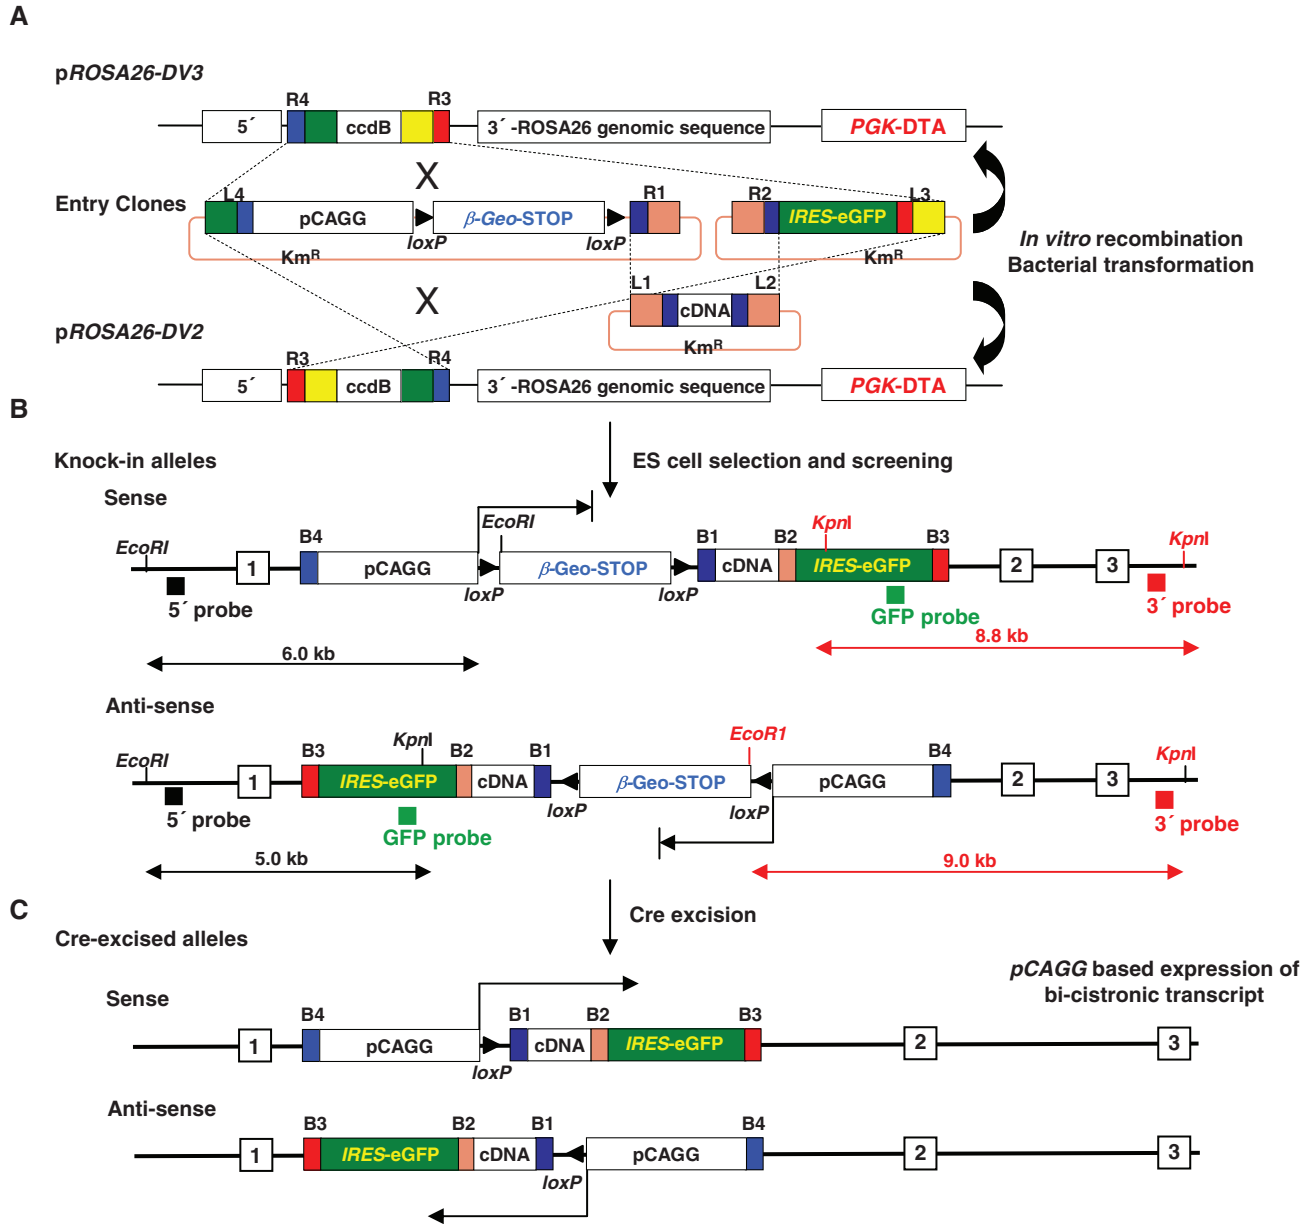 A
pROSA26-DV3
R4 R3
5´ ccdB 3´ -ROSA26 genomic sequence PGK-DTA
X
Entry Clones
L4 pCAGG loxP β-Geo-STOP loxP R1
KmR
R2 IRES-eGFP L3
KmR
In vitro recombination
Bacterial transformation
X
L1 cDNA L2
KmR
pROSA26-DV2
R3 R4
5´ ccdB 3´ -ROSA26 genomic sequence PGK-DTA
B
Knock-in alleles
ES cell selection and screening
Sense
EcoRI B4 EcoRI B1 B2 KpnI B3 KpnI
1 pCAGG β-Geo-STOP cDNA IRES-eGFP 2 3
loxP loxP
5´ probe GFP probe 3´ probe
6.0 kb 8.8 kb
Anti-sense
EcoRI B3 KpnI B2 B1 EcoR1 B4 KpnI
1 IRES-eGFP cDNA β-Geo-STOP pCAGG 2 3
loxP loxP
5´ probe GFP probe 3´ probe
5.0 kb 9.0 kb
C
Cre excision
Cre-excised alleles
pCAGG based expression of
bi-cistronic transcript
Sense
B4 B1 B2 B3
1 pCAGG cDNA IRES-eGFP 2 3
loxP
Anti-sense
B3 B2 B1 B4
1 IRES-eGFP cDNA pCAGG 2 3
loxP